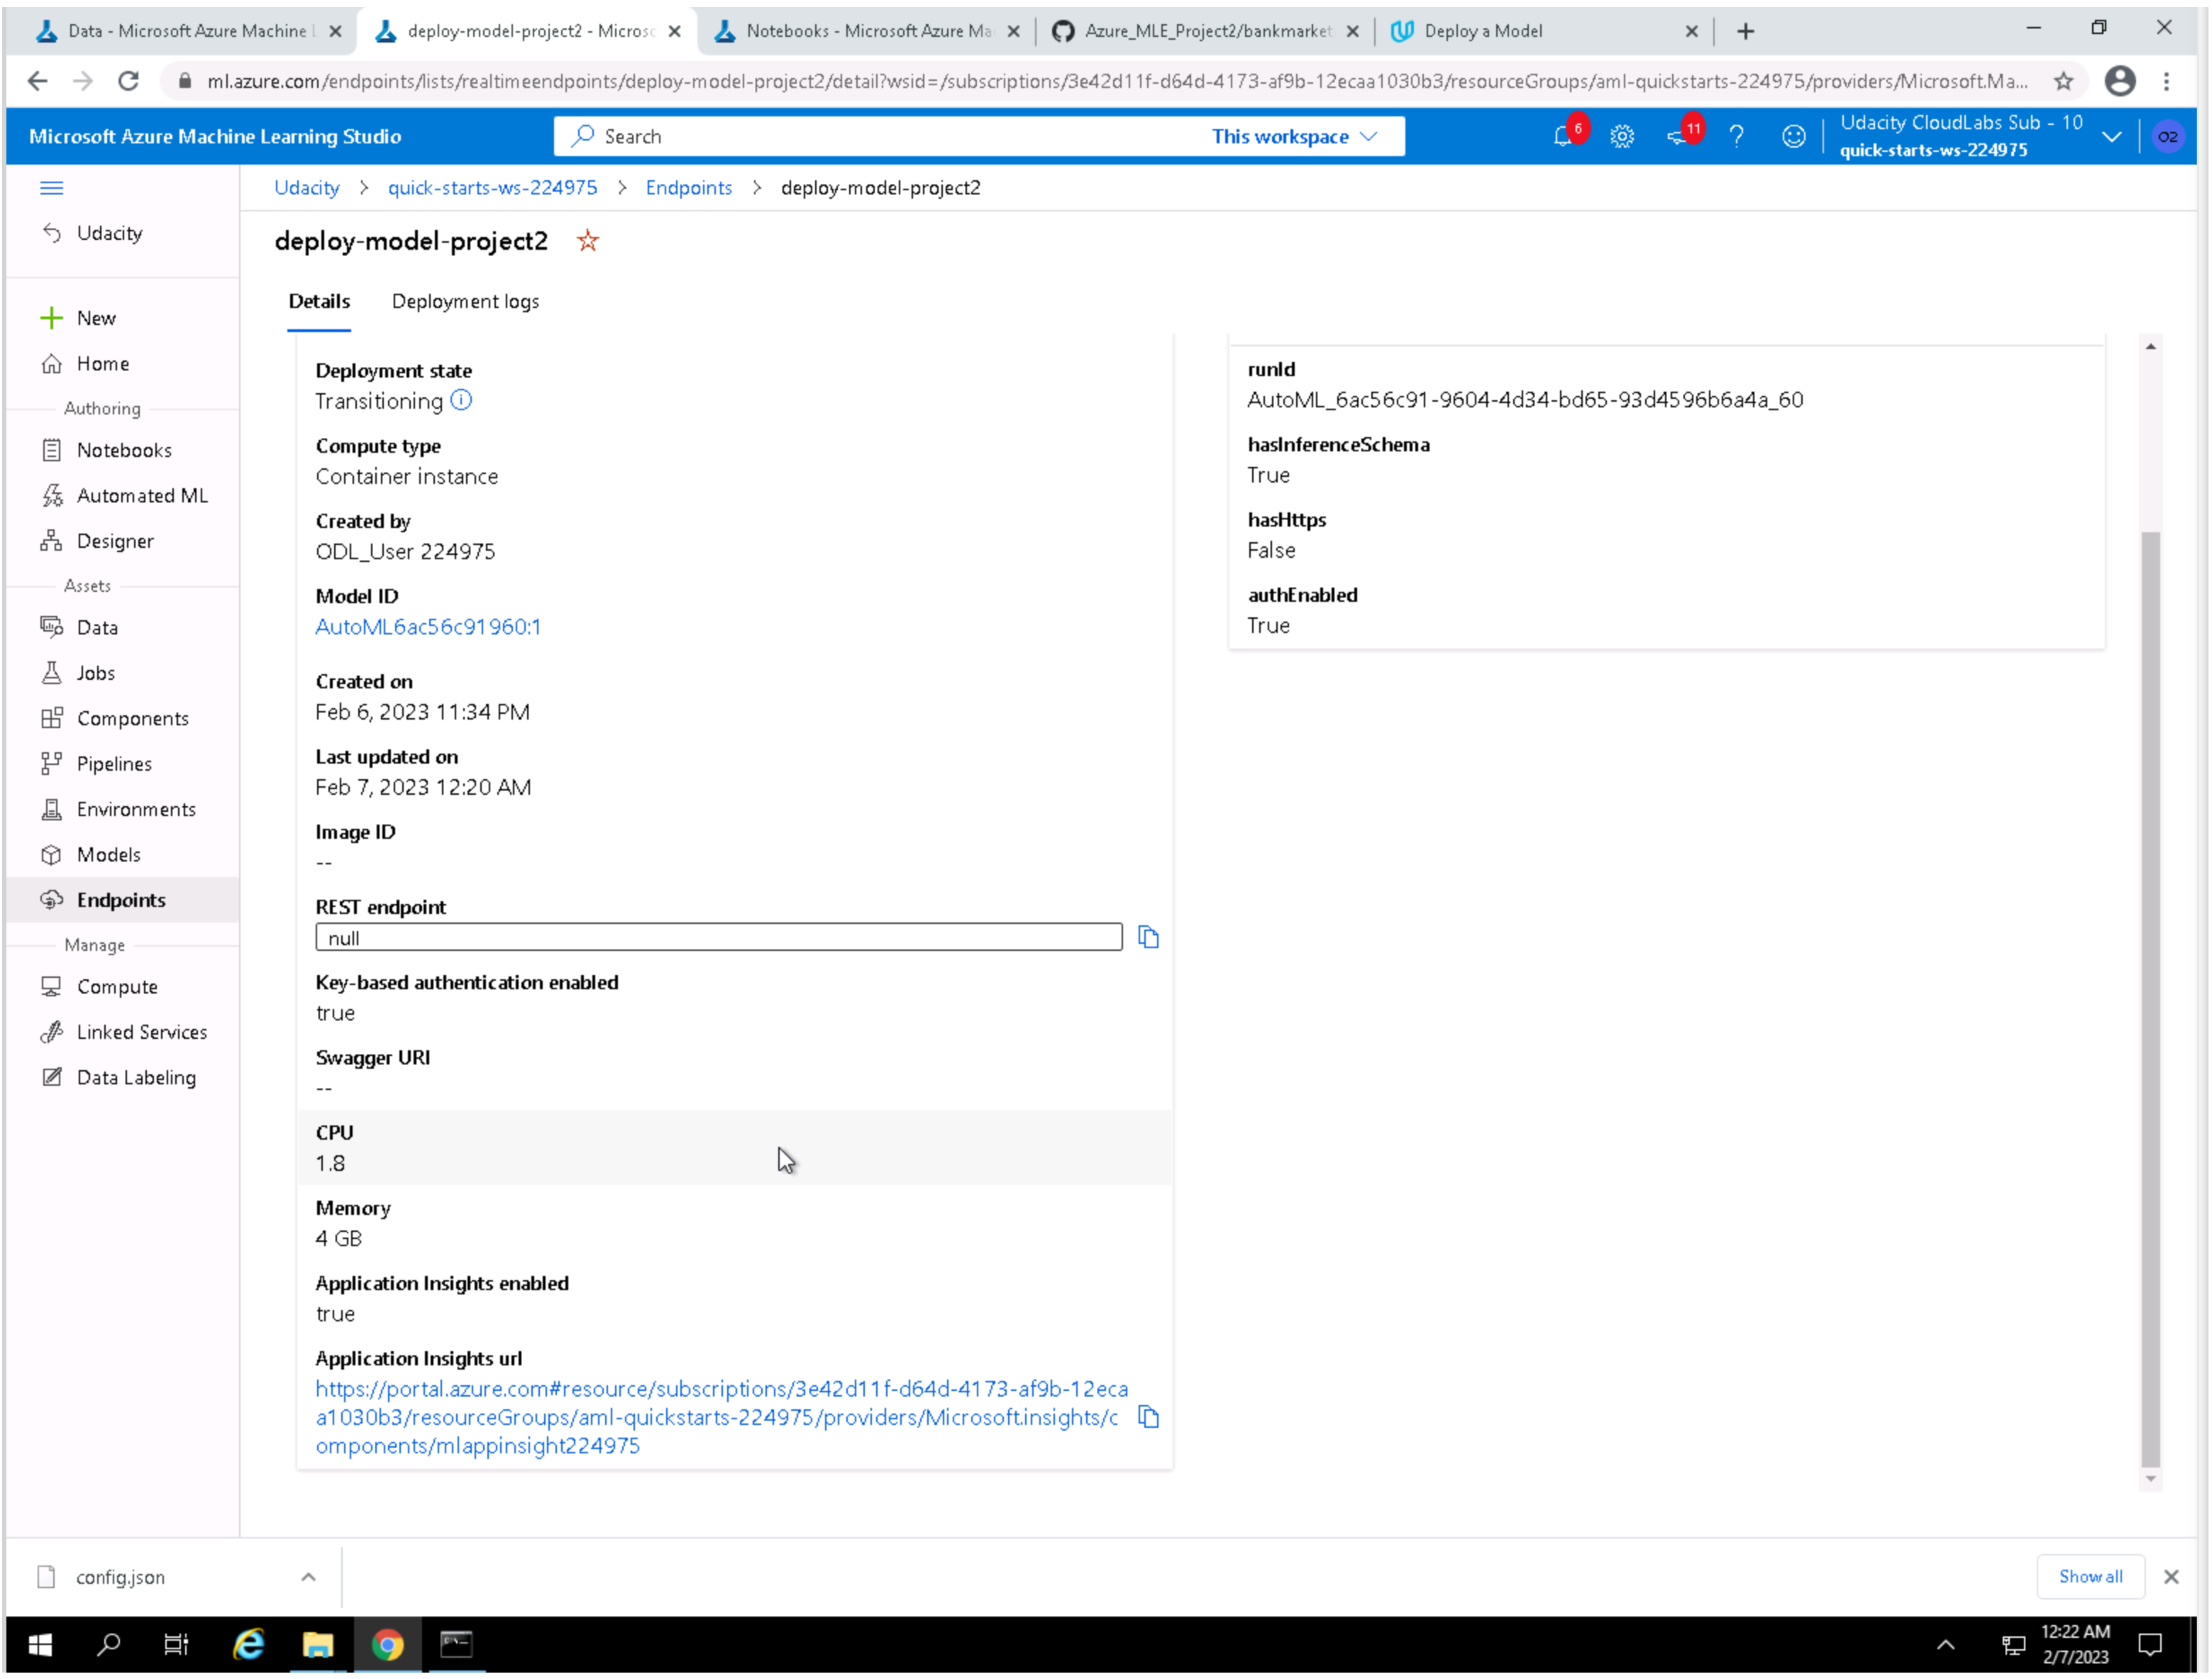 Data - Microsoft Azure Machine L
deploy-model-project2 - Microso
Notebooks - Microsoft Azure Ma
Azure_MLE_Project2/bankmarket
Deploy a Model
ml.azure.com/endpoints/lists/realtimeendpoints/deploy-model-project2/detail?wsid=/subscriptions/3e42d11f-d64d-4173-af9b-12ecaa1030b3/resourceGroups/aml-quickstarts-224975/providers/Microsoft.Ma...
Microsoft Azure Machine Learning Studio
Search
This workspace
6
11
?
Udacity CloudLabs Sub - 10
quick-starts-ws-224975
O2
Udacity > quick-starts-ws-224975 > Endpoints > deploy-model-project2
Udacity
New
Home
Authoring
Notebooks
Automated ML
Designer
Assets
Data
Jobs
Components
Pipelines
Environments
Models
Endpoints
Manage
Compute
Linked Services
Data Labeling
deploy-model-project2
Details
Deployment logs
Deployment state
Transitioning
Compute type
Container instance
Created by
ODL_User 224975
Model ID
AutoML6ac56c91960:1
Created on
Feb 6, 2023 11:34 PM
Last updated on
Feb 7, 2023 12:20 AM
Image ID
--
REST endpoint
null
Key-based authentication enabled
true
Swagger URI
--
CPU
1.8
Memory
4 GB
Application Insights enabled
true
Application Insights url
https://portal.azure.com#resource/subscriptions/3e42d11f-d64d-4173-af9b-12eca
a1030b3/resourceGroups/aml-quickstarts-224975/providers/Microsoft.insights/c
omponents/mlappinsight224975
runId
AutoML_6ac56c91-9604-4d34-bd65-93d4596b6a4a_60
hasInferenceSchema
True
hasHttps
False
authEnabled
True
config.json
Show all
12:22 AM
2/7/2023